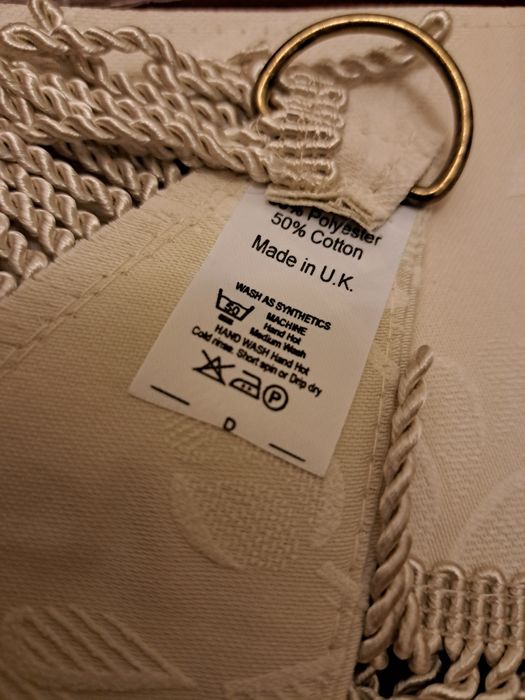 Polyester
50% Cotton
Made in U.K.
WASH AS SYNTHETICS
50
MACHINE
Hand Hot
Medium Wash
HAND WASH Hand Hot
Cold rinse. Short spin or Drip dry
P
D